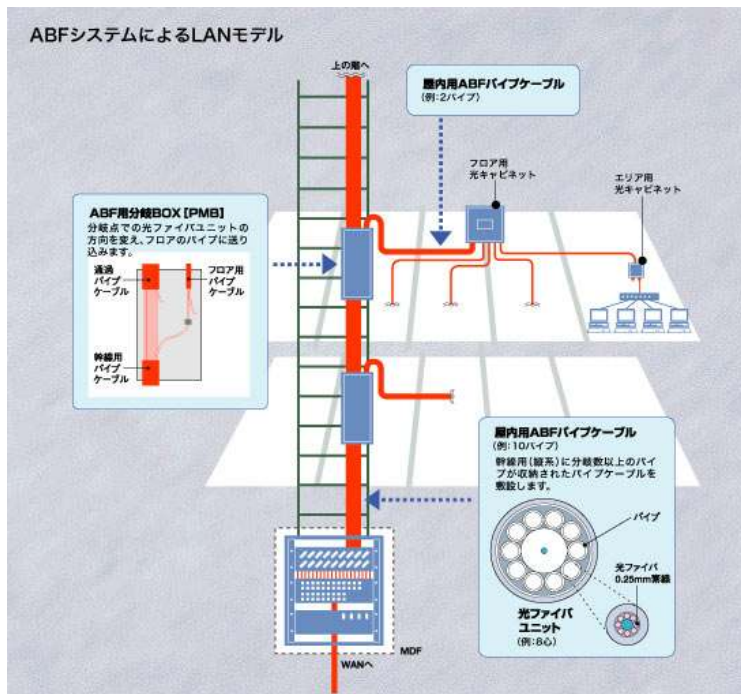 ABFシステムによるLANモデル
上の階へ
屋内用ABFパイプケーブル
(例:2パイプ)
フロア用
光キャビネット
エリア用
光キャビネット
ABF用分岐BOX[PMB]
分岐点での光ファイバユニットの
方向を変え、フロアのパイプに送り
込みます。
通過
パイプ
ケーブル
フロア用
パイプ
ケーブル
幹線用
パイプ
ケーブル
屋内用ABFパイプケーブル
(例:10パイプ)
幹線用(縦系)に分岐数以上のパイ
プが収納されたパイプケーブルを
敷設します。
パイプ
光ファイバ
0.25mm素線
光ファイバ
ユニット
(例:8心)
MDF
WANへ